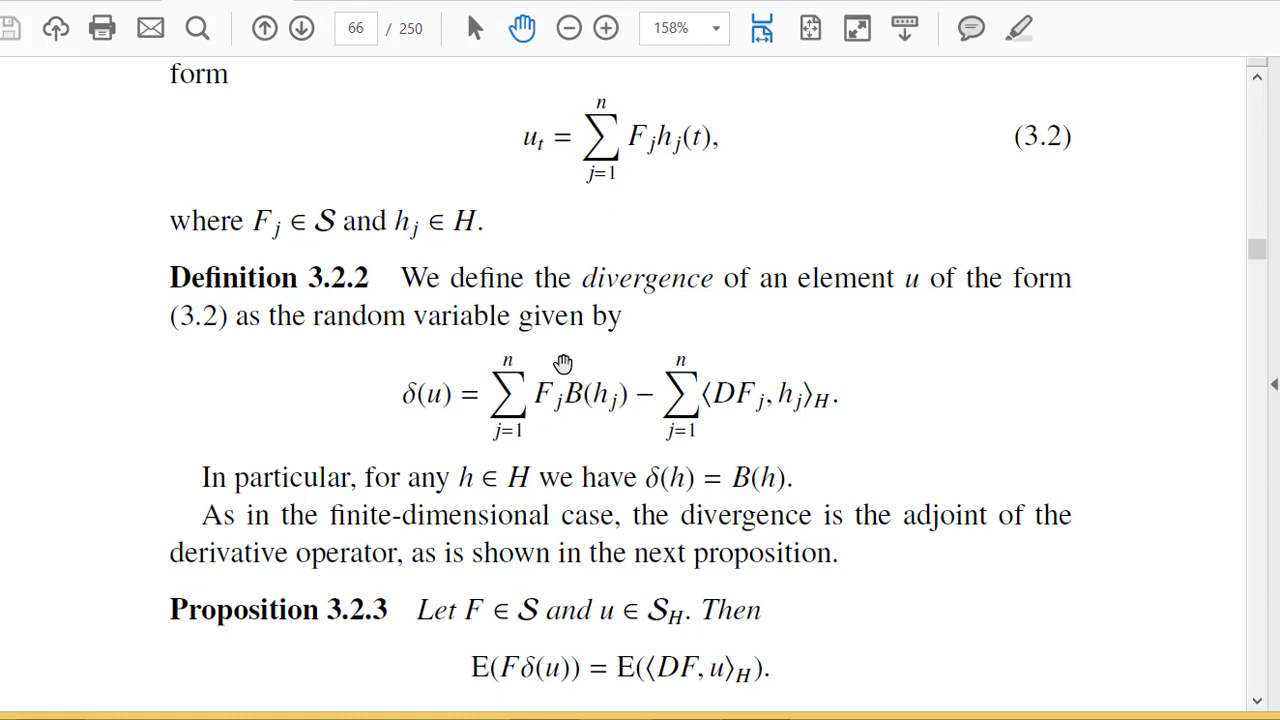 66 / 250 158%
form
u_t = \sum_{j=1}^{n} F_j h_j(t), (3.2)
where F_j ∈ 𝒮 and h_j ∈ H.
Definition 3.2.2 We define the divergence of an element u of the form
(3.2) as the random variable given by
δ(u) = \sum_{j=1}^{n} F_j B(h_j) − \sum_{j=1}^{n} ⟨DF_j, h_j⟩_H.
In particular, for any h ∈ H we have δ(h) = B(h).
As in the finite-dimensional case, the divergence is the adjoint of the
derivative operator, as is shown in the next proposition.
Proposition 3.2.3 Let F ∈ 𝒮 and u ∈ 𝒮_H. Then
E(Fδ(u)) = E(⟨DF, u⟩_H).